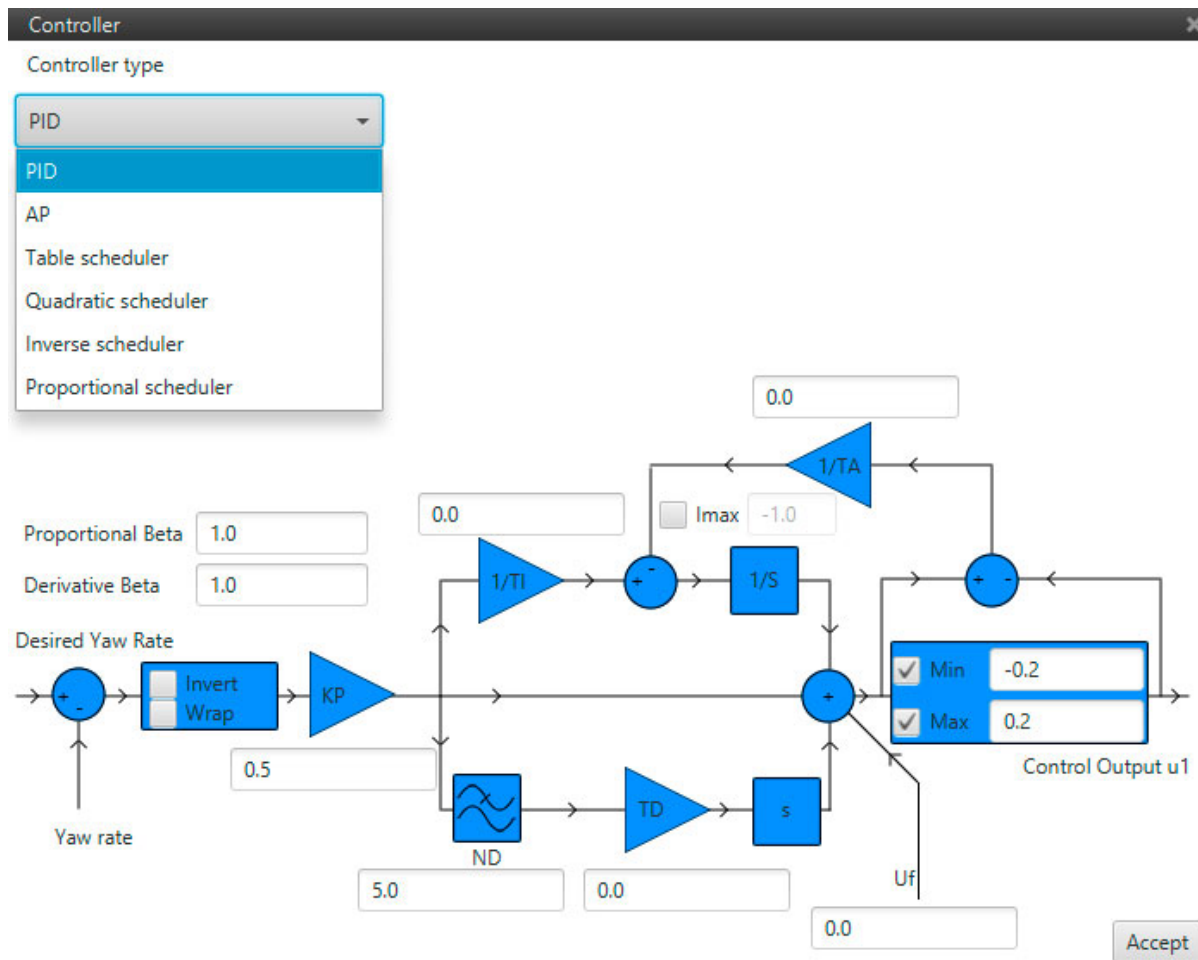 Controller
Controller type
PID
PID
AP
Table scheduler
Quadratic scheduler
Inverse scheduler
Proportional scheduler
0.0
1/TA
0.0
Imax -1.0
Proportional Beta 1.0
Derivative Beta 1.0
1/TI
+ -
1/S
+ -
Desired Yaw Rate
+ -
Invert
Wrap
KP
+
Min -0.2
Max 0.2
0.5
Control Output u1
Yaw rate
ND
TD
s
5.0
0.0
Uf
0.0
Accept